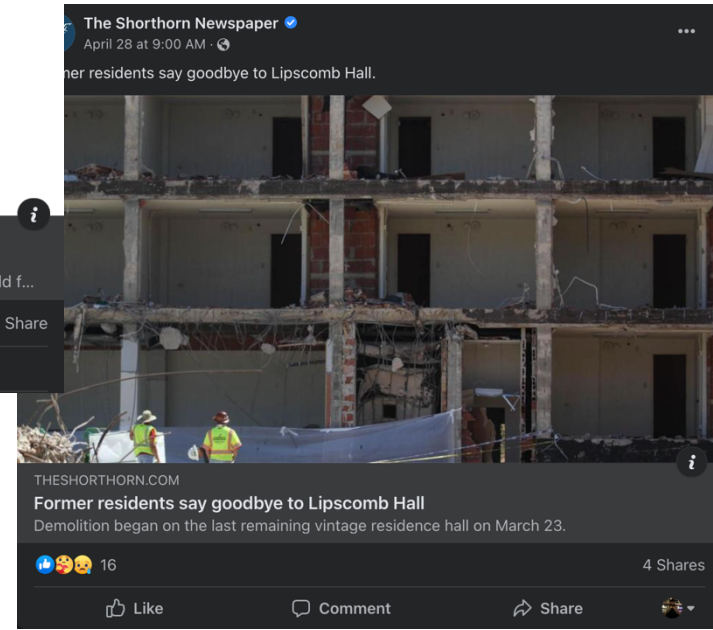 The Shorthorn Newspaper
April 28 at 9:00 AM ·
ner residents say goodbye to Lipscomb Hall.
ld f...
Share
THESHORTHORN.COM
Former residents say goodbye to Lipscomb Hall
Demolition began on the last remaining vintage residence hall on March 23.
16
4 Shares
Like
Comment
Share